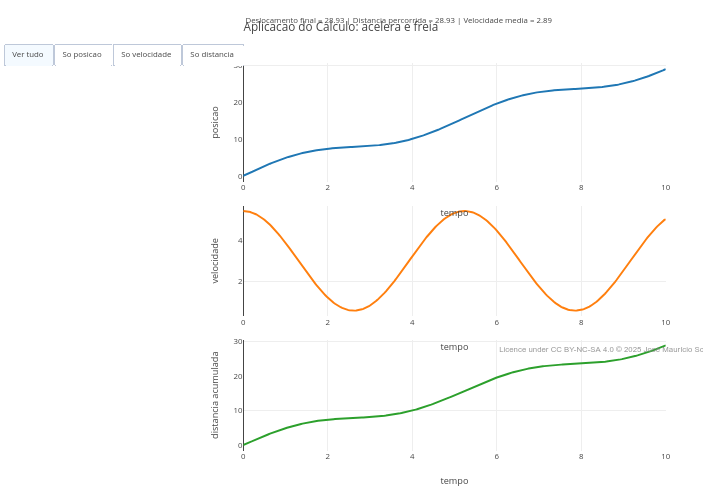 Deslocamento final = 28.93 | Distancia percorrida = 28.93 | Velocidade media = 2.89
Aplicacao do Calculo: acelera e freia
Ver tudo
So posicao
So velocidade
So distancia
posicao
30
20
10
0
0 2 4 6 8 10
tempo
velocidade
4
2
0 2 4 6 8 10
tempo
Licence under CC BY-NC-SA 4.0 © 2025 Jose Mauricio
distancia acumulada
30
20
10
0
0 2 4 6 8 10
tempo